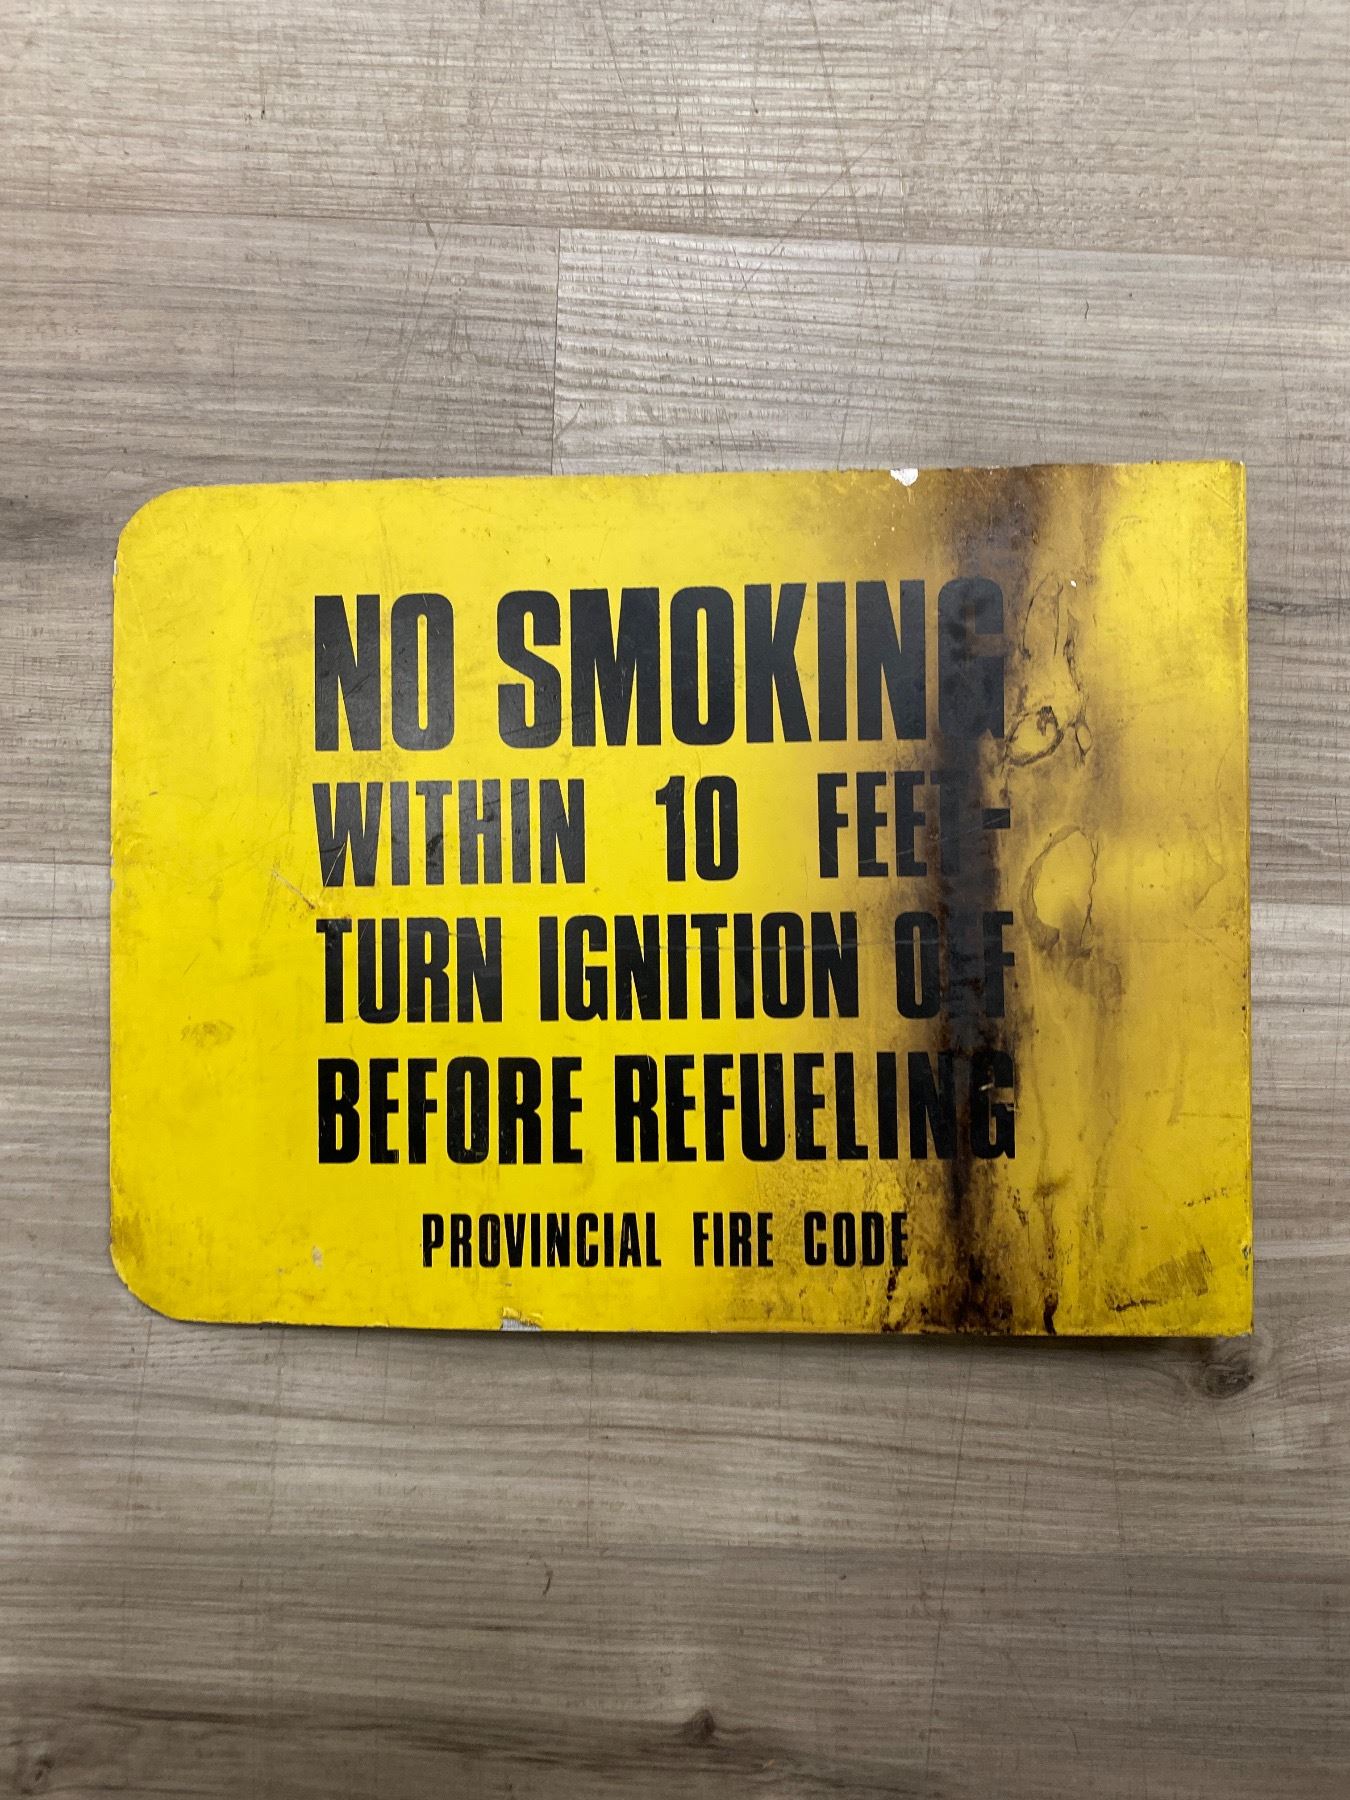 NO SMOKING
WITHIN 10 FEET-
TURN IGNITION OFF
BEFORE REFUELING
PROVINCIAL FIRE CODE